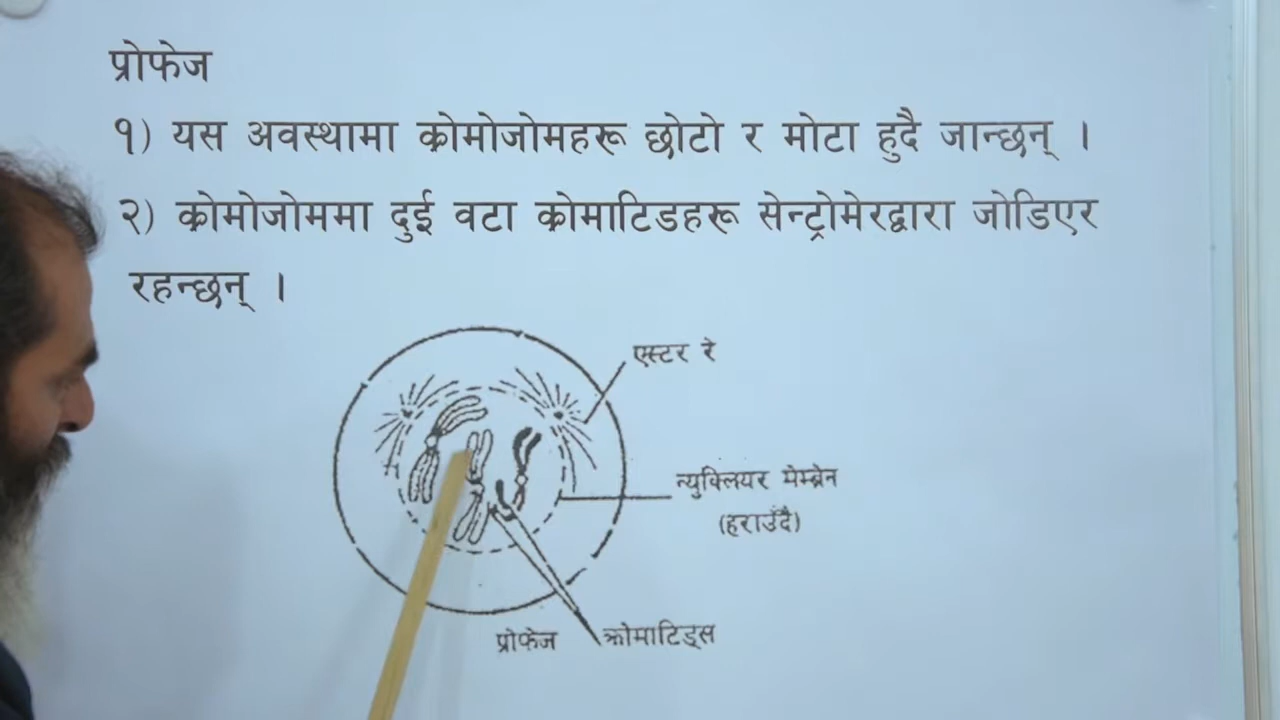 प्रोफेज
१) यस अवस्थामा क्रोमोजोमहरू छोटो र मोटा हुदै जान्छन् ।
२) क्रोमोजोममा दुई वटा क्रोमाटिडहरू सेन्ट्रोमेरद्वारा जोडिएर
रहन्छन् ।
एस्टर रे
न्युक्लियर मेम्ब्रेन
(हराउँदै)
प्रोफेज
क्रोमाटिड्स